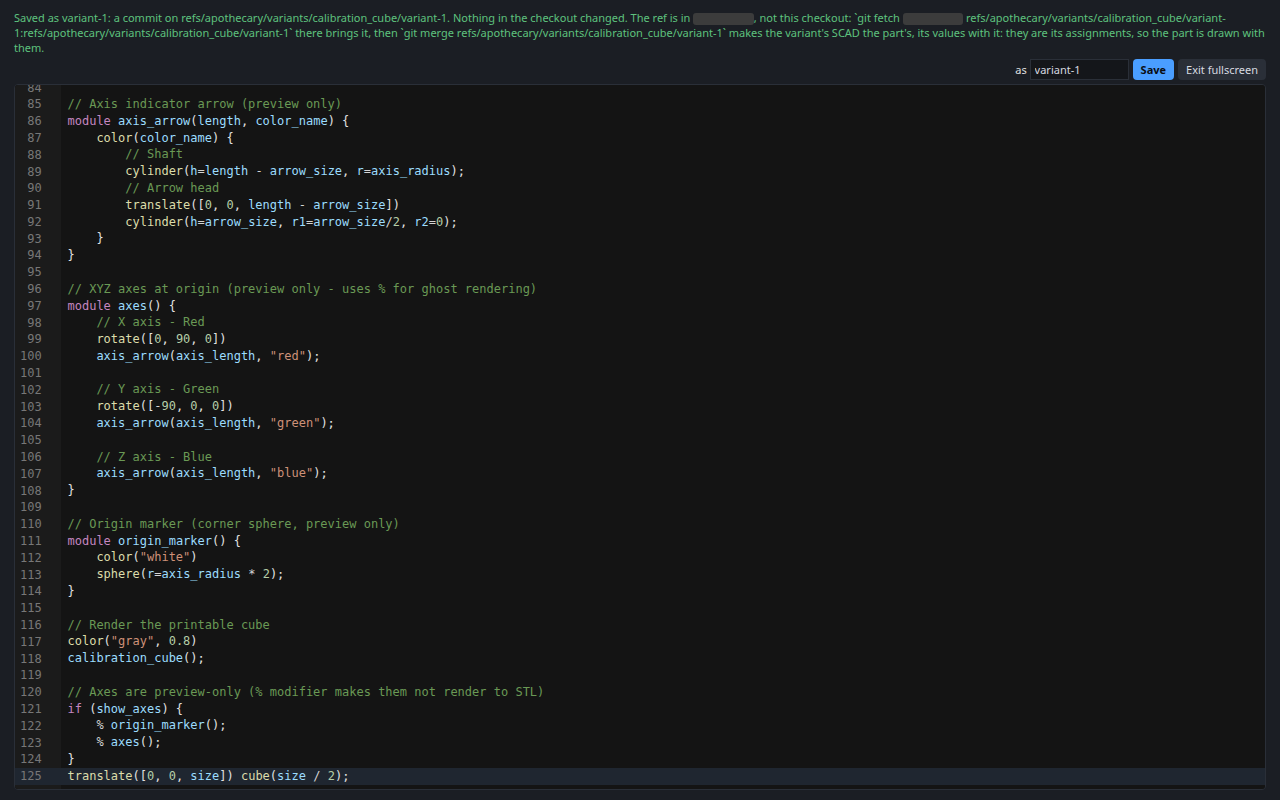 Saved as variant-1: a commit on refs/apothecary/variants/calibration_cube/variant-1. Nothing in the checkout changed. The ref is in , not this checkout: `git fetch refs/apothecary/variants/calibration_cube/variant-
1:refs/apothecary/variants/calibration_cube/variant-1` there brings it, then `git merge refs/apothecary/variants/calibration_cube/variant-1` makes the variant's SCAD the part's, its values with it: they are its assignments, so the part is drawn with
them.
as variant-1 Save Exit fullscreen
84
85 // Axis indicator arrow (preview only)
86 module axis_arrow(length, color_name) {
87     color(color_name) {
88         // Shaft
89         cylinder(h=length - arrow_size, r=axis_radius);
90         // Arrow head
91         translate([0, 0, length - arrow_size])
92         cylinder(h=arrow_size, r1=arrow_size/2, r2=0);
93     }
94 }
95
96 // XYZ axes at origin (preview only - uses % for ghost rendering)
97 module axes() {
98     // X axis - Red
99     rotate([0, 90, 0])
100     axis_arrow(axis_length, "red");
101
102     // Y axis - Green
103     rotate([-90, 0, 0])
104     axis_arrow(axis_length, "green");
105
106     // Z axis - Blue
107     axis_arrow(axis_length, "blue");
108 }
109
110 // Origin marker (corner sphere, preview only)
111 module origin_marker() {
112     color("white")
113     sphere(r=axis_radius * 2);
114 }
115
116 // Render the printable cube
117 color("gray", 0.8)
118 calibration_cube();
119
120 // Axes are preview-only (% modifier makes them not render to STL)
121 if (show_axes) {
122     % origin_marker();
123     % axes();
124 }
125 translate([0, 0, size]) cube(size / 2);